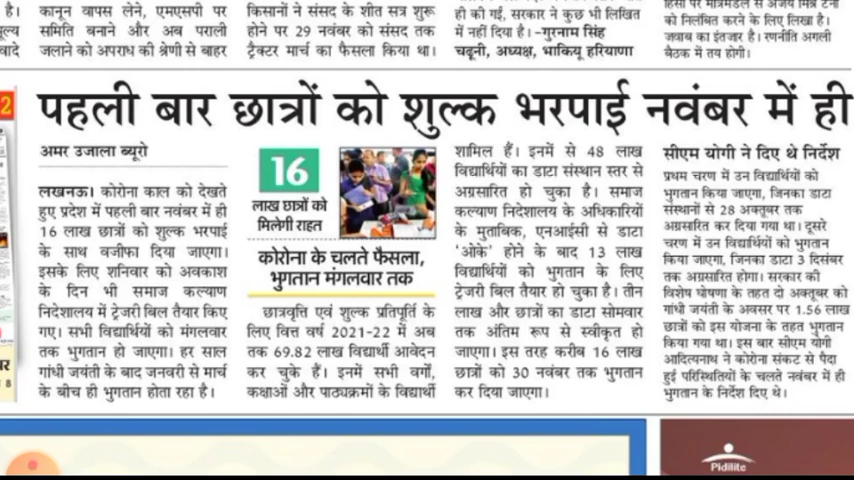 है।
मूल्य
वादे
कानून वापस लेने, एमएसपी पर
समिति बनाने और अब पराली
जलाने को अपराध की श्रेणी से बाहर
किसानों ने संसद के शीत सत्र शुरू
होने पर 29 नवंबर को संसद तक
ट्रैक्टर मार्च का फैसला किया था।
ही की गई, सरकार ने कुछ भी लिखित
में नहीं दिया है। -गुरनाम सिंह
चढ़ूनी, अध्यक्ष, भाकियू हरियाणा
को निलंबित करने के लिए लिखा है।
जवाब का इंतजार है। रणनीति अगली
बैठक में तय होगी।
पहली बार छात्रों को शुल्क भरपाई नवंबर में ही
अमर उजाला ब्यूरो
लखनऊ। कोरोना काल को देखते
हुए प्रदेश में पहली बार नवंबर में ही
16 लाख छात्रों को शुल्क भरपाई
के साथ वजीफा दिया जाएगा।
इसके लिए शनिवार को अवकाश
के दिन भी समाज कल्याण
निदेशालय में ट्रेजरी बिल तैयार किए
गए। सभी विद्यार्थियों को मंगलवार
तक भुगतान हो जाएगा। हर साल
गांधी जयंती के बाद जनवरी से मार्च
के बीच ही भुगतान होता रहा है।
16
लाख छात्रों को
मिलेगी राहत
कोरोना के चलते फैसला,
भुगतान मंगलवार तक
छात्रवृत्ति एवं शुल्क प्रतिपूर्ति के
लिए वित्त वर्ष 2021-22 में अब
तक 69.82 लाख विद्यार्थी आवेदन
कर चुके हैं। इनमें सभी वर्गों,
कक्षाओं और पाठ्यक्रमों के विद्यार्थी
शामिल हैं। इनमें से 48 लाख
विद्यार्थियों का डाटा संस्थान स्तर से
अग्रसारित हो चुका है। समाज
कल्याण निदेशालय के अधिकारियों
के मुताबिक, एनआईसी से डाटा
'ओके' होने के बाद 13 लाख
विद्यार्थियों को भुगतान के लिए
ट्रेजरी बिल तैयार हो चुका है। तीन
लाख और छात्रों का डाटा सोमवार
तक अंतिम रूप से स्वीकृत हो
जाएगा। इस तरह करीब 16 लाख
छात्रों को 30 नवंबर तक भुगतान
कर दिया जाएगा।
सीएम योगी ने दिए थे निर्देश
प्रथम चरण में उन विद्यार्थियों को
भुगतान किया जाएगा, जिनका डाटा
संस्थानों से 28 अक्तूबर तक
अग्रसारित कर दिया गया था। दूसरे
चरण में उन विद्यार्थियों को भुगतान
किया जाएगा, जिनका डाटा 3 दिसंबर
तक अग्रसारित होगा। सरकार की
विशेष घोषणा के तहत दो अक्तूबर को
गांधी जयंती के अवसर पर 1.56 लाख
छात्रों को इस योजना के तहत भुगतान
किया गया था। इस बार सीएम योगी
आदित्यनाथ ने कोरोना संकट से पैदा
हुई परिस्थितियों के चलते नवंबर में ही
भुगतान के निर्देश दिए थे।
2
र
8
Pidilite